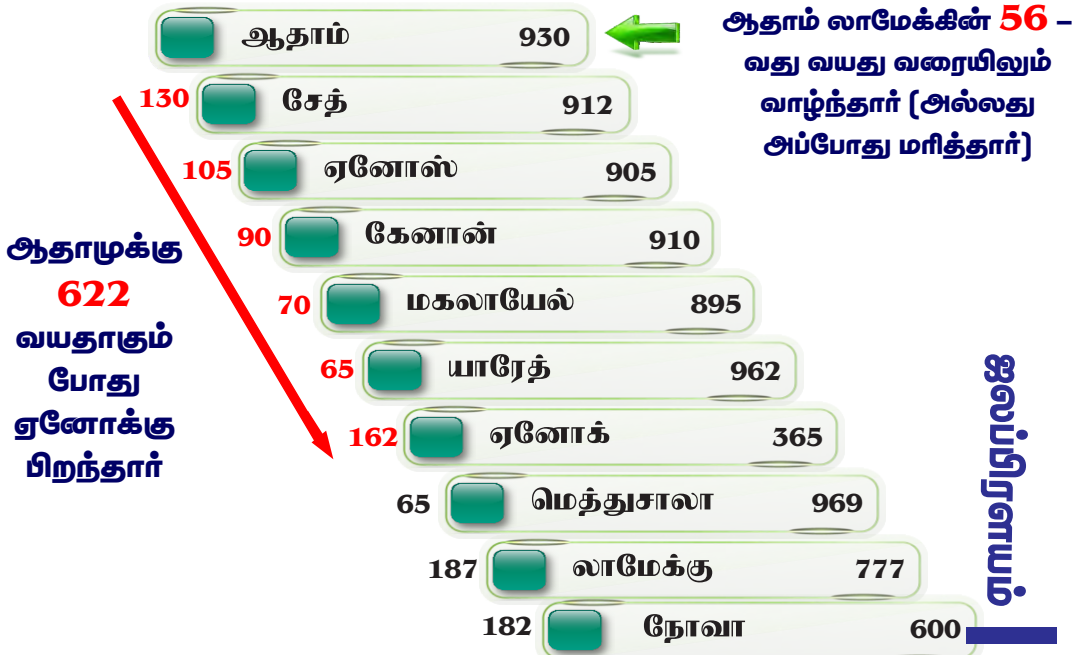 ஆதாம் 930
ஆதாம் லாமேக்கின் 56 –
வது வயது வரையிலும்
வாழ்ந்தார் (அல்லது
அப்போது மரித்தார்)
130 சேத் 912
105 ஏனோஸ் 905
90 கேனான் 910
70 மகலாயேல் 895
65 யாரேத் 962
162 ஏனோக் 365
65 மெத்துசாலா 969
187 லாமேக்கு 777
182 நோவா 600
ஆதாமுக்கு
622
வயதாகும்
போது
ஏனோக்கு
பிறந்தார்
ஜலப்பிரளயம்